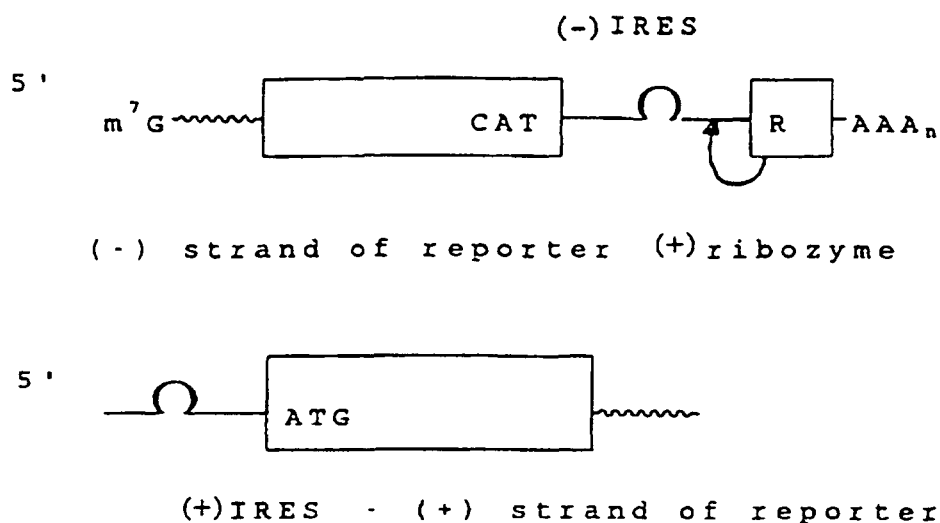 (-)IRES
5' m⁷G CAT R AAAₙ
(-) strand of reporter (+)ribozyme
5' ATG
(+)IRES - (+) strand of reporter